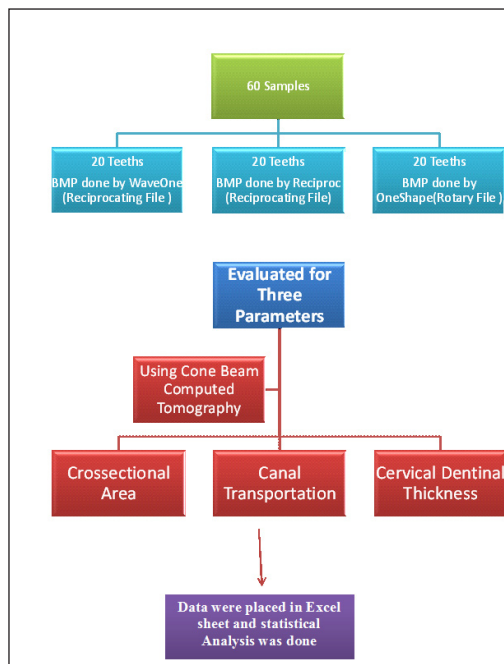 60 Samples
20 Teeths
BMP done by WaveOne
(Reciprocating File )
20 Teeths
BMP done by Reciproc
(Reciprocating File)
20 Teeths
BMP done by
OneShape(Rotary File )
Evaluated for
Three
Parameters
Using Cone Beam
Computed
Tomography
Crossectional
Area
Canal
Transportation
Cervical Dentinal
Thickness
Data were placed in Excel
sheet and statistical
Analysis was done